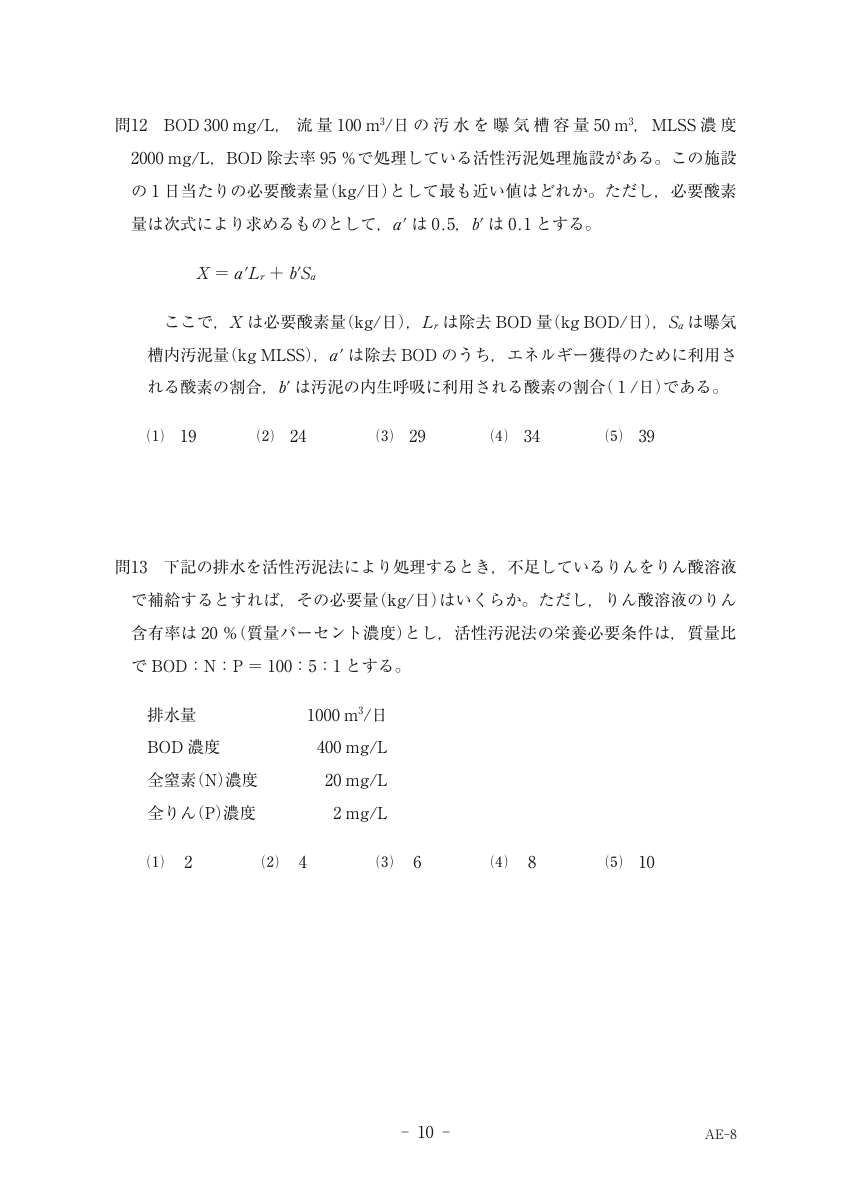 問12　BOD 300 mg/L， 流量 100 m³/日の汚水を曝気槽容量 50 m³， MLSS 濃度
2000 mg/L，BOD 除去率 95 ％で処理している活性汚泥処理施設がある。この施設
の 1 日当たりの必要酸素量(kg/日)として最も近い値はどれか。ただし，必要酸素
量は次式により求めるものとして，a′ は 0.5，b′ は 0.1 とする。
X = a′Lr + b′Sa
ここで，X は必要酸素量(kg/日)，Lr は除去 BOD 量(kg BOD/日)，Sa は曝気
槽内汚泥量(kg MLSS)，a′ は除去 BOD のうち，エネルギー獲得のために利用さ
れる酸素の割合，b′ は汚泥の内生呼吸に利用される酸素の割合(1/日)である。
(1) 19 (2) 24 (3) 29 (4) 34 (5) 39
問13　下記の排水を活性汚泥法により処理するとき，不足しているりんをりん酸溶液
で補給するとすれば，その必要量(kg/日)はいくらか。ただし，りん酸溶液のりん
含有率は 20 ％(質量パーセント濃度)とし，活性汚泥法の栄養必要条件は，質量比
で BOD：N：P = 100：5：1 とする。
排水量 1000 m³/日
BOD 濃度 400 mg/L
全窒素(N)濃度 20 mg/L
全りん(P)濃度 2 mg/L
(1) 2 (2) 4 (3) 6 (4) 8 (5) 10
－ 10 － AE-8